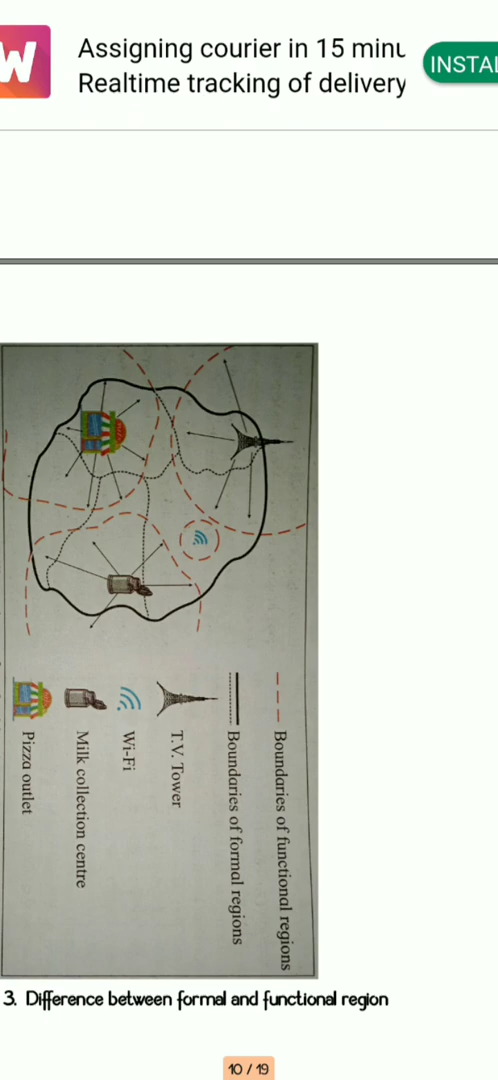 W
Assigning courier in 15 minu
Realtime tracking of delivery
INSTAL
Boundaries of functional regions
Boundaries of formal regions
T.V. Tower
Wi-Fi
Milk collection centre
Pizza outlet
3. Difference between formal and functional region
10 / 19